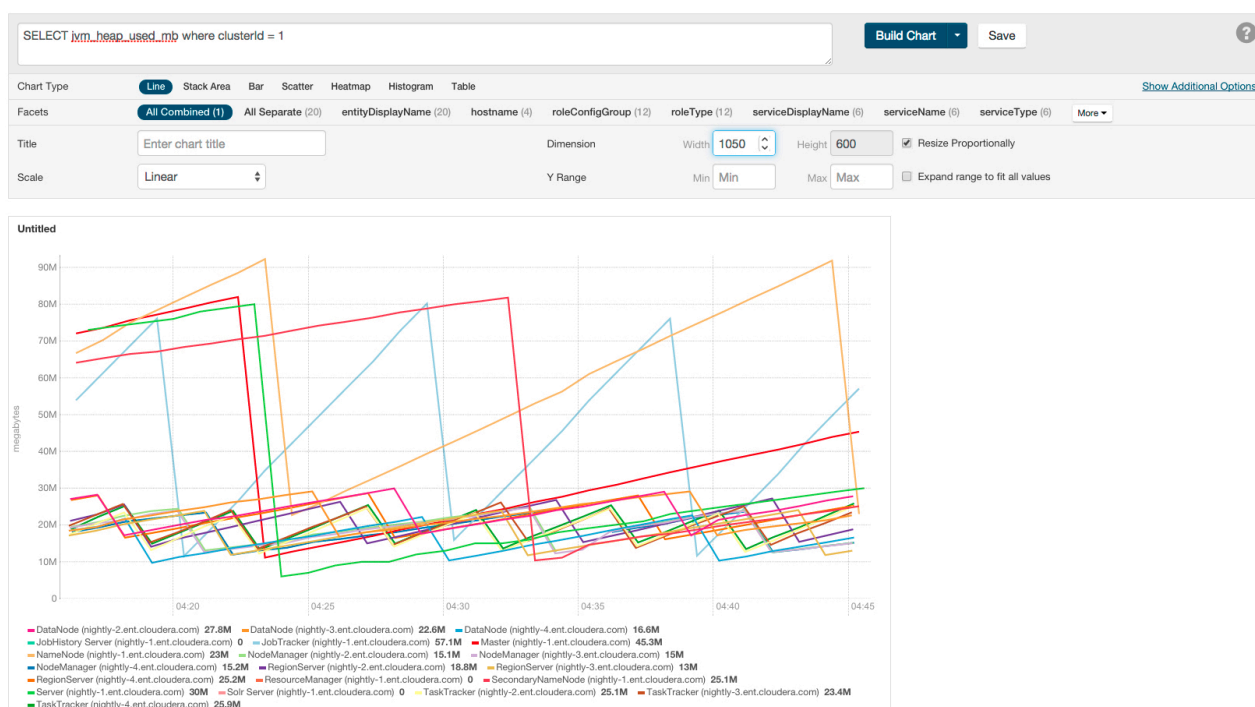 SELECT jvm_heap_used_mb where clusterId = 1
Build Chart Save ?
Chart Type Line Stack Area Bar Scatter Heatmap Histogram Table Show Additional Options
Facets All Combined (1) All Separate (20) entityDisplayName (20) hostname (4) roleConfigGroup (12) roleType (12) serviceDisplayName (6) serviceName (6) serviceType (6) More
Title Enter chart title Dimension Width 1050 Height 600 Resize Proportionally
Scale Linear Y Range Min Min Max Max Expand range to fit all values
Untitled
90M
80M
70M
60M
50M
40M
30M
20M
10M
0
megabytes
04:20 04:25 04:30 04:35 04:40 04:45
DataNode (nightly-2.ent.cloudera.com) 27.8M DataNode (nightly-3.ent.cloudera.com) 22.6M DataNode (nightly-4.ent.cloudera.com) 16.6M
JobHistory Server (nightly-1.ent.cloudera.com) 0 JobTracker (nightly-1.ent.cloudera.com) 57.1M Master (nightly-1.ent.cloudera.com) 45.3M
NameNode (nightly-1.ent.cloudera.com) 23M NodeManager (nightly-2.ent.cloudera.com) 15.1M NodeManager (nightly-3.ent.cloudera.com) 15M
NodeManager (nightly-4.ent.cloudera.com) 15.2M RegionServer (nightly-2.ent.cloudera.com) 18.8M RegionServer (nightly-3.ent.cloudera.com) 13M
RegionServer (nightly-4.ent.cloudera.com) 25.2M ResourceManager (nightly-1.ent.cloudera.com) 0 SecondaryNameNode (nightly-1.ent.cloudera.com) 25.1M
Server (nightly-1.ent.cloudera.com) 30M Solr Server (nightly-1.ent.cloudera.com) 0 TaskTracker (nightly-2.ent.cloudera.com) 25.1M TaskTracker (nightly-3.ent.cloudera.com) 23.4M
TaskTracker (nightly-4.ent.cloudera.com) 25.9M